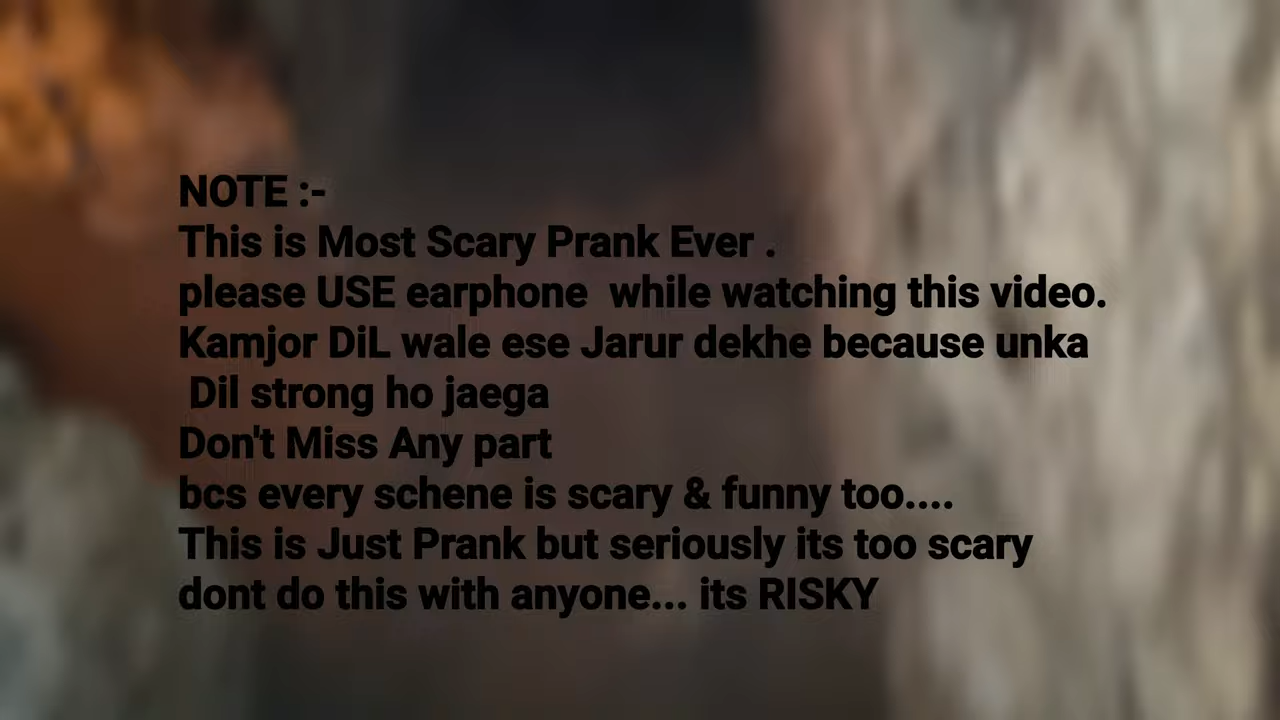 NOTE :-
This is Most Scary Prank Ever .
please USE earphone  while watching this video.
Kamjor DiL wale ese Jarur dekhe because unka
Dil strong ho jaega
Don't Miss Any part
bcs every schene is scary & funny too....
This is Just Prank but seriously its too scary
dont do this with anyone... its RISKY